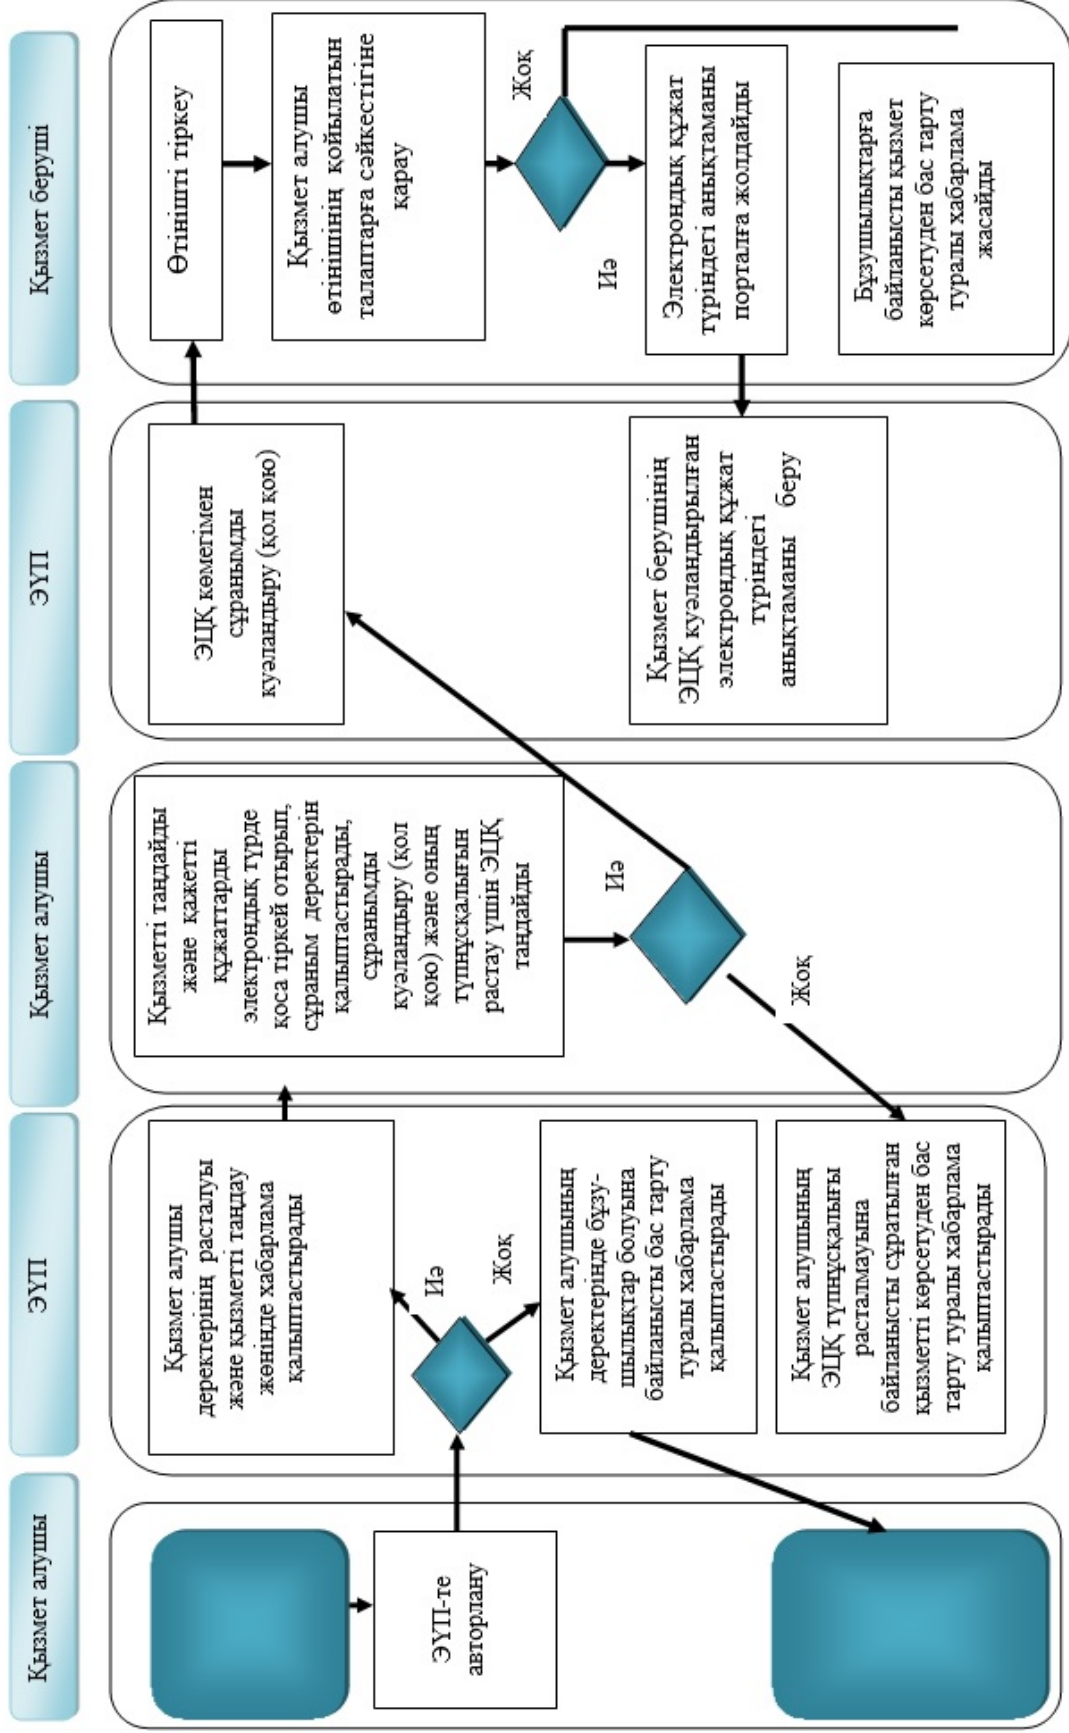 Қызмет алушы
ЭҮП
Қызмет алушы
ЭҮП
Қызмет беруші
ЭҮП-те
авторлану
Қызмет алушы
деректерінің расталуы
және қызметті таңдау
жөнінде хабарлама
қалыптастырады
Иә
Жоқ
Қызмет алушының
деректерінде бұзу-
шылықтар болуына
байланысты бас тарту
туралы хабарлама
қалыптастырады
Қызмет алушының
ЭЦҚ түпнұсқалығы
расталмауына
байланысты сұратылған
қызметті көрсетуден бас
тарту туралы хабарлама
қалыптастырады
Қызметті таңдайды
және қажетті
құжаттарды
электрондық түрде
қоса тіркей отырып,
сұраным деректерін
қалыптастырады,
сұранымды
куәландыру (қол
қою) және оның
түпнұсқалығын
растау үшін ЭЦҚ
таңдайды
Иә
Жоқ
ЭЦҚ көмегімен
сұранымды
куәландыру (қол қою)
Қызмет берушінің
ЭЦҚ куәландырылған
электрондық құжат
түріндегі
анықтаманы беру
Өтінішті тіркеу
Қызмет алушы
өтінішінің қойылатын
талаптарға сәйкестігіне
қарау
Жоқ
Иә
Электрондық құжат
түріндегі анықтаманы
порталға жолдайды
Бұзушылықтарға
байланысты қызмет
көрсетуден бас тарту
туралы хабарлама
жасайды